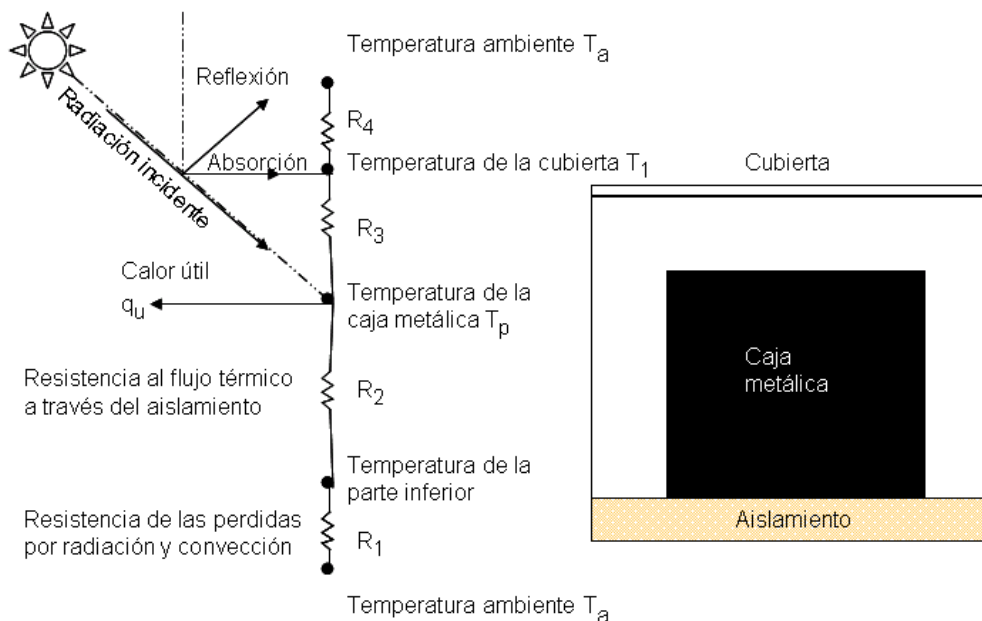 Temperatura ambiente Ta
Reflexión
Radiación incidente
R4
Absorción
Temperatura de la cubierta T1
Cubierta
R3
Calor útil
qu
Temperatura de la
caja metálica Tp
Caja
metálica
Resistencia al flujo térmico
a través del aislamiento
R2
Temperatura de la
parte inferior
Aislamiento
Resistencia de las perdidas
por radiación y convección
R1
Temperatura ambiente Ta